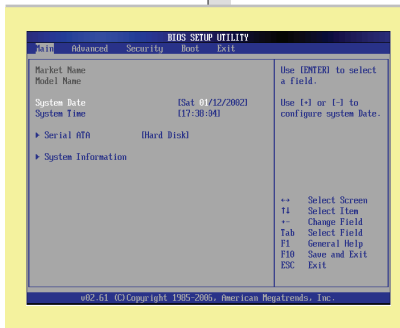 BIOS SETUP UTILITY
Main Advanced Security Boot Exit
Market Name
Model Name
System Date [Sat 01/12/2002]
System Time [17:38:04]
▶ Serial ATA [Hard Disk]
▶ System Information
Use [ENTER] to select
a field.
Use [+] or [-] to
configure system Date.
↔ Select Screen
↑↓ Select Item
+- Change Field
Tab Select Field
F1 General Help
F10 Save and Exit
ESC Exit
v02.61 (C)Copyright 1985-2006, American Megatrends, Inc.